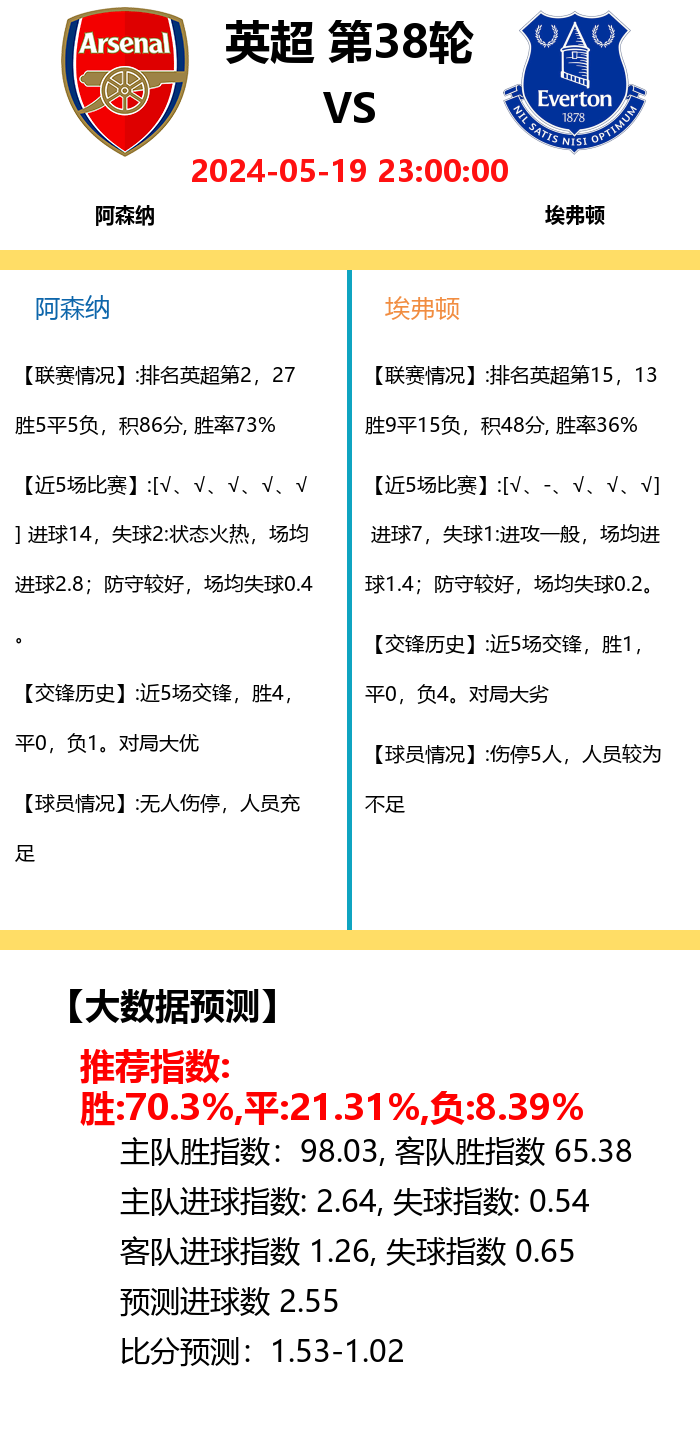 Arsenal
英超 第38轮
VS
Everton
1878
NIL SATIS NISI OPTIMUM
2024-05-19 23:00:00
阿森纳
埃弗顿
阿森纳
【联赛情况】:排名英超第2，27
胜5平5负，积86分, 胜率73%
【近5场比赛】:[√、√、√、√、√
] 进球14，失球2:状态火热，场均
进球2.8；防守较好，场均失球0.4
。
【交锋历史】:近5场交锋，胜4，
平0，负1。对局大优
【球员情况】:无人伤停，人员充
足
埃弗顿
【联赛情况】:排名英超第15，13
胜9平15负，积48分, 胜率36%
【近5场比赛】:[√、-、√、√、√]
进球7，失球1:进攻一般，场均进
球1.4；防守较好，场均失球0.2。
【交锋历史】:近5场交锋，胜1，
平0，负4。对局大劣
【球员情况】:伤停5人，人员较为
不足
【大数据预测】
推荐指数:
胜:70.3%,平:21.31%,负:8.39%
主队胜指数：98.03, 客队胜指数 65.38
主队进球指数: 2.64, 失球指数: 0.54
客队进球指数 1.26, 失球指数 0.65
预测进球数 2.55
比分预测：1.53-1.02